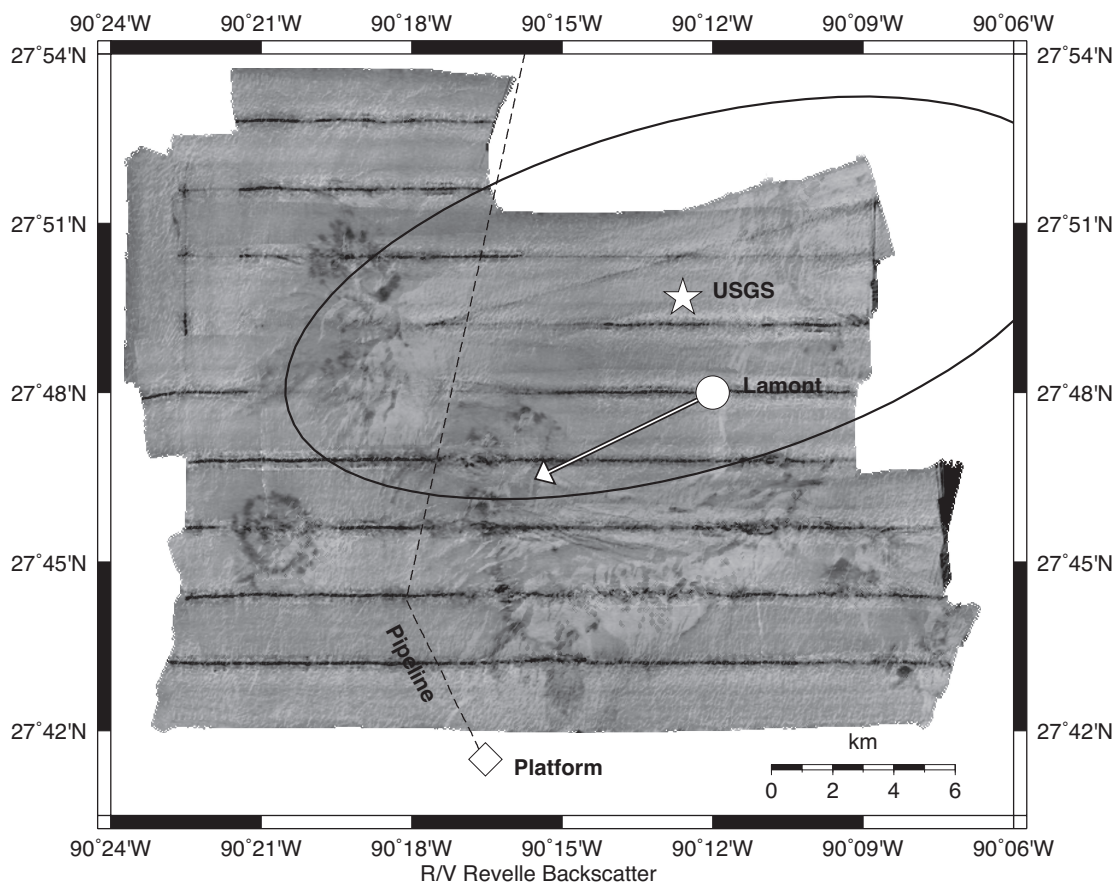 90˚24'W 90˚21'W 90˚18'W 90˚15'W 90˚12'W 90˚09'W 90˚06'W
27˚54'N 27˚54'N
27˚51'N 27˚51'N
USGS
Lamont
27˚48'N 27˚48'N
27˚45'N 27˚45'N
Pipeline
27˚42'N 27˚42'N
km
Platform
0 2 4 6
90˚24'W 90˚21'W 90˚18'W 90˚15'W 90˚12'W 90˚09'W 90˚06'W
R/V Revelle Backscatter